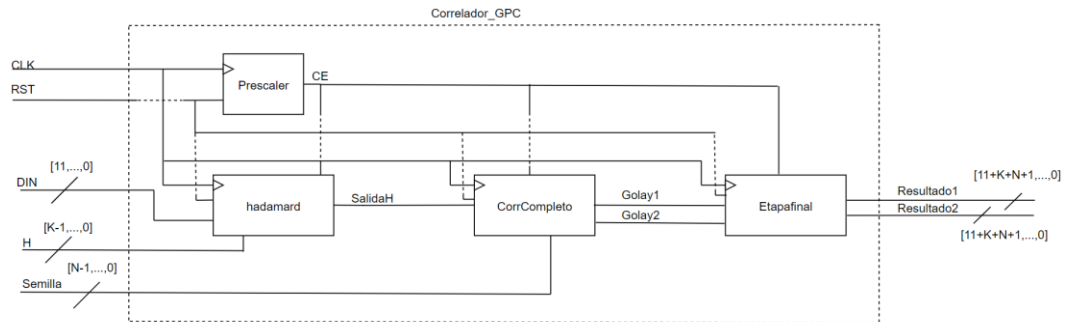 Correlador_GPC
CLK
RST
Prescaler
CE
[11,...,0]
DIN
hadamard
SalidaH
CorrCompleto
Golay1
Golay2
Etapafinal
Resultado1
[11+K+N+1,...,0]
Resultado2
[11+K+N+1,...,0]
[K-1,...,0]
H
[N-1,...,0]
Semilla